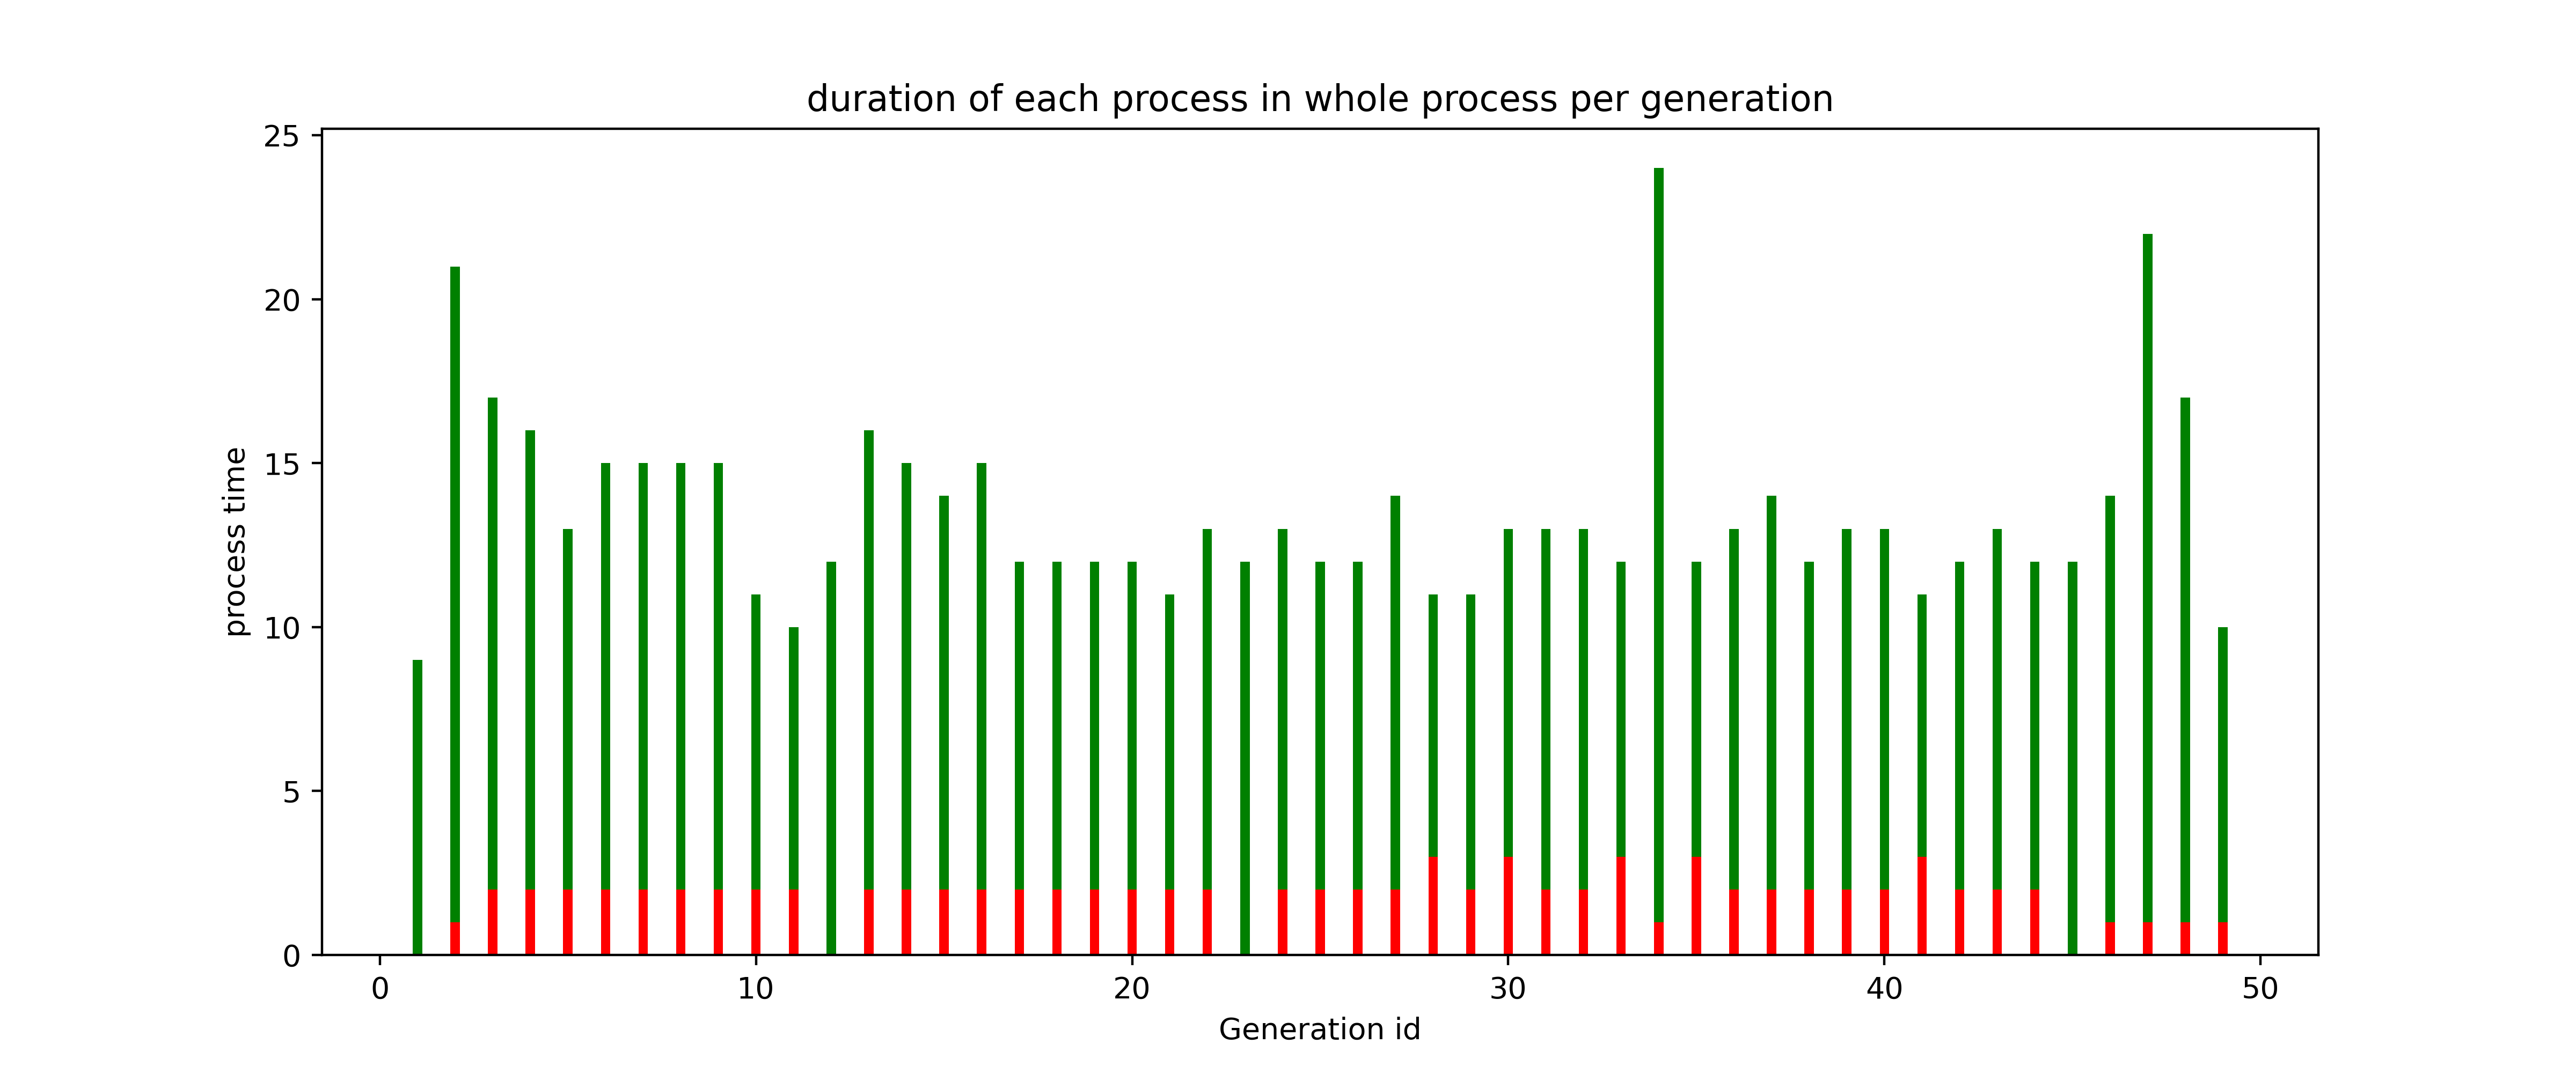 duration of each process in whole process per generation
25
20
15
10
5
0
process time
0 10 20 30 40 50
Generation id